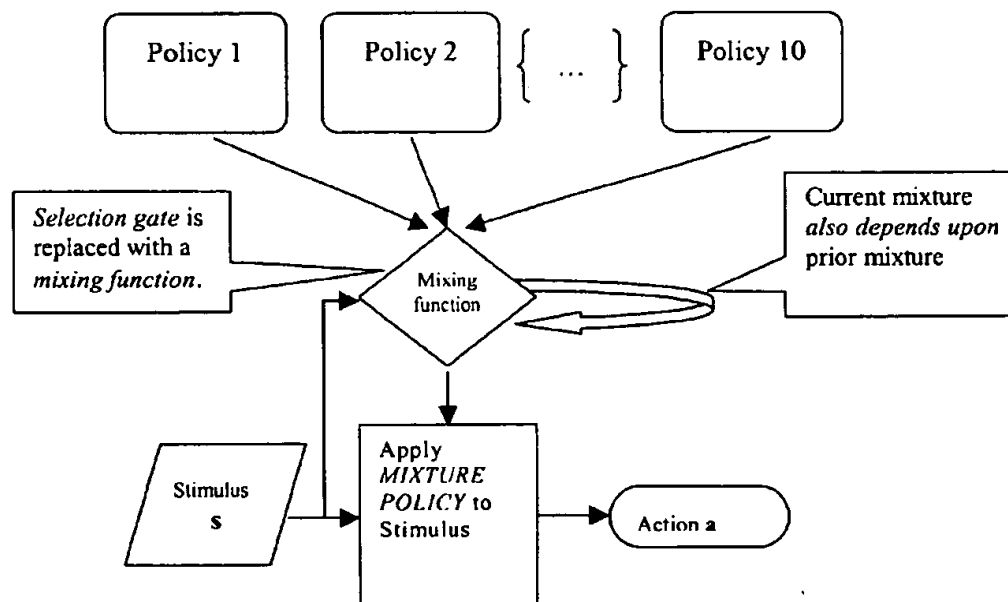 Policy 1
Policy 2
{ ... }
Policy 10
Selection gate is
replaced with a
mixing function.
Current mixture
also depends upon
prior mixture
Mixing
function
Stimulus
s
Apply
MIXTURE
POLICY to
Stimulus
Action a